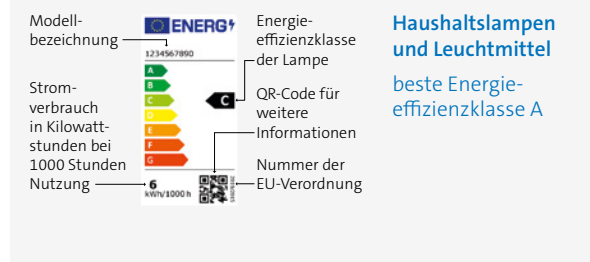 Modell-
bezeichnung
Strom-
verbrauch
in Kilowatt-
stunden bei
1000 Stunden
Nutzung
ENERG
1234567890
A
B
C
D
E
F
G
C
6
kWh/1000 h
Energie-
effizienzklasse
der Lampe
QR-Code für
weitere
Informationen
Nummer der
EU-Verordnung
Haushaltslampen
und Leuchtmittel
beste Energie-
effizienzklasse A